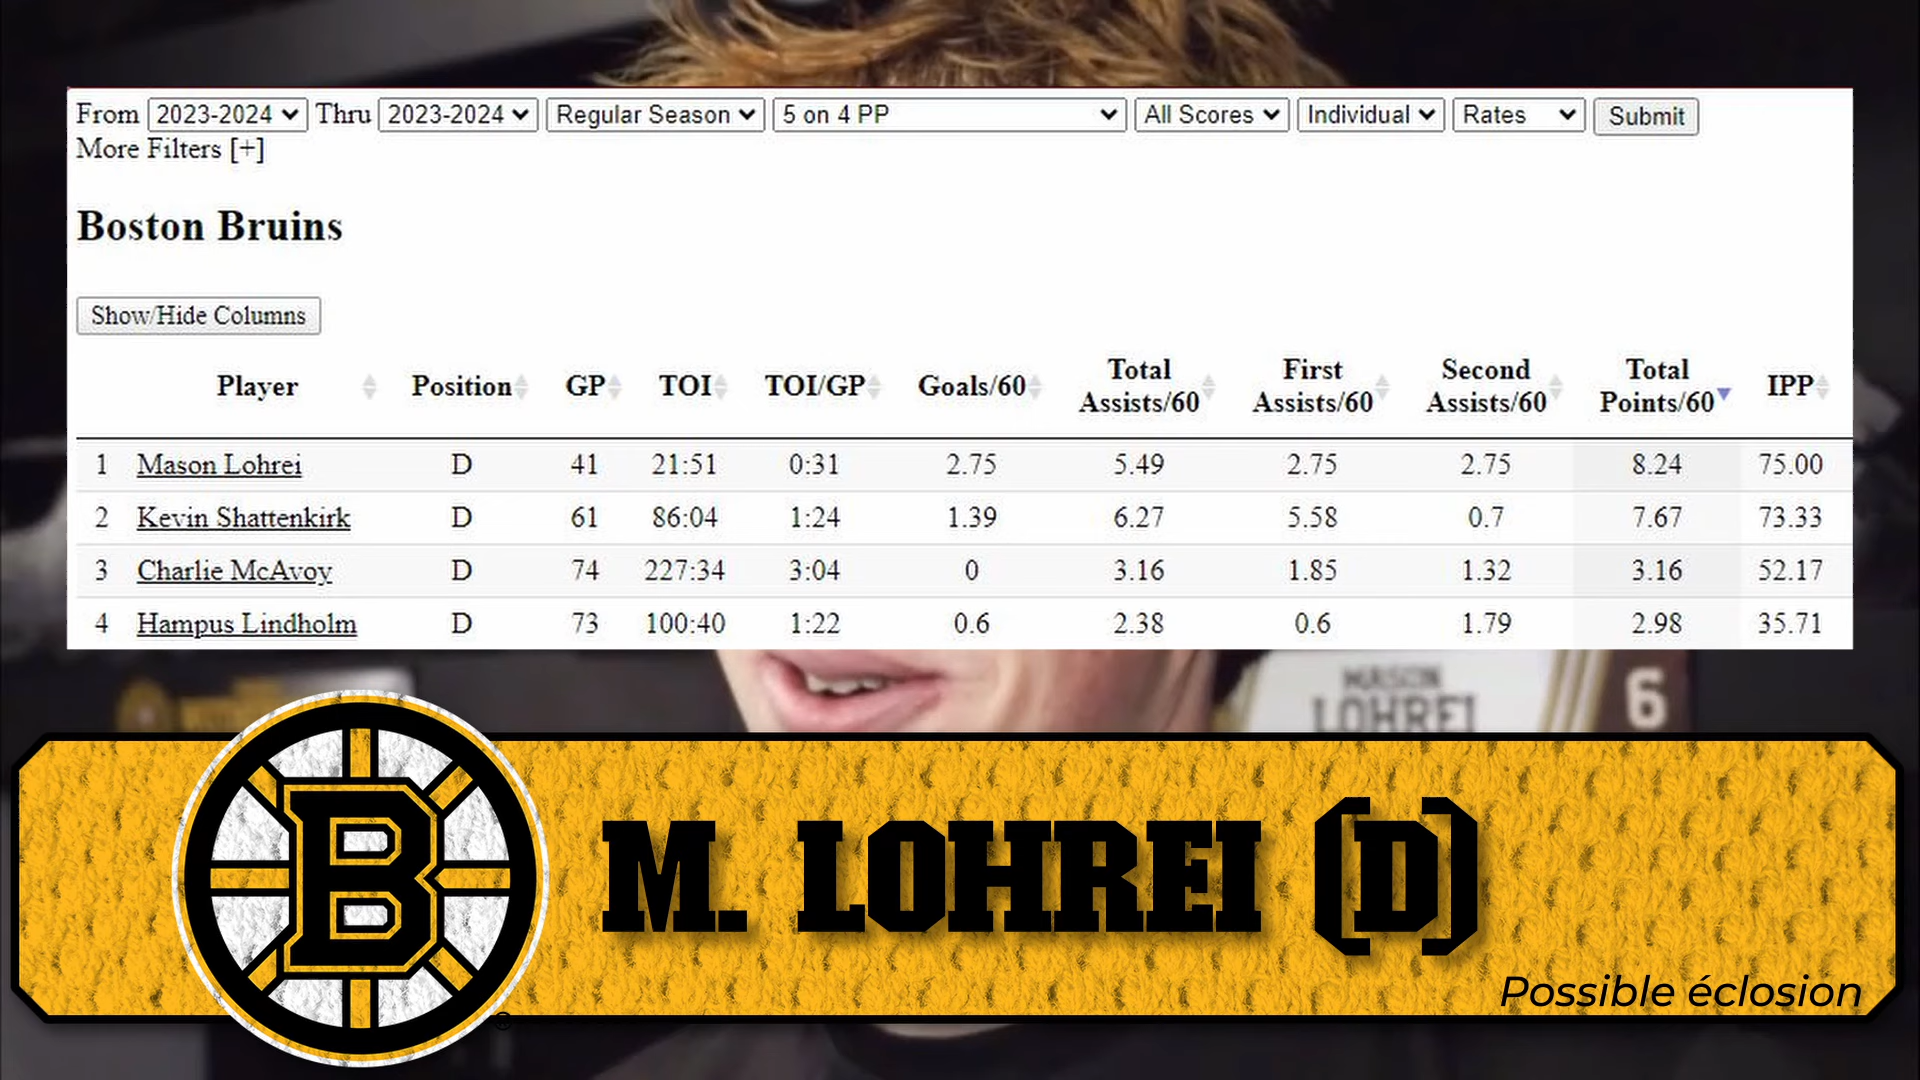 From 2023-2024 Thru 2023-2024 Regular Season 5 on 4 PP All Scores Individual Rates Submit
More Filters [+]
Boston Bruins
Show/Hide Columns
Player Position GP TOI TOI/GP Goals/60 Total Assists/60 First Assists/60 Second Assists/60 Total Points/60 IPP
1 Mason Lohrei D 41 21:51 0:31 2.75 5.49 2.75 2.75 8.24 75.00
2 Kevin Shattenkirk D 61 86:04 1:24 1.39 6.27 5.58 0.7 7.67 73.33
3 Charlie McAvoy D 74 227:34 3:04 0 3.16 1.85 1.32 3.16 52.17
4 Hampus Lindholm D 73 100:40 1:22 0.6 2.38 0.6 1.79 2.98 35.71
MASON
LOHREI 6
B
M. LOHREI (D)
Possible éclosion
®